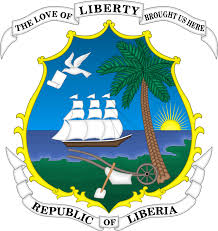 THE LOVE OF LIBERTY BROUGHT US HERE
REPUBLIC OF LIBERIA